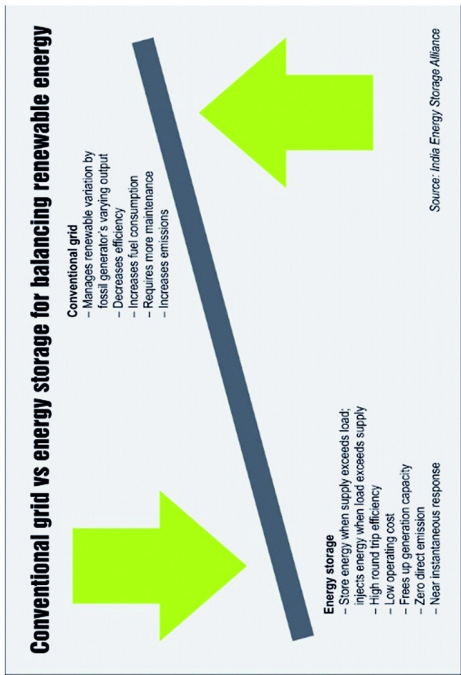 Conventional grid vs energy storage for balancing renewable energy
Conventional grid
– Manages renewable variation by
fossil generator's varying output
– Decreases efficiency
– Increases fuel consumption
– Requires more maintenance
– Increases emissions
Energy storage
– Store energy when supply exceeds load;
injects energy when load exceeds supply
– High round trip efficiency
– Low operating cost
– Frees up generation capacity
– Zero direct emission
– Near instantaneous response
Source: India Energy Storage Alliance